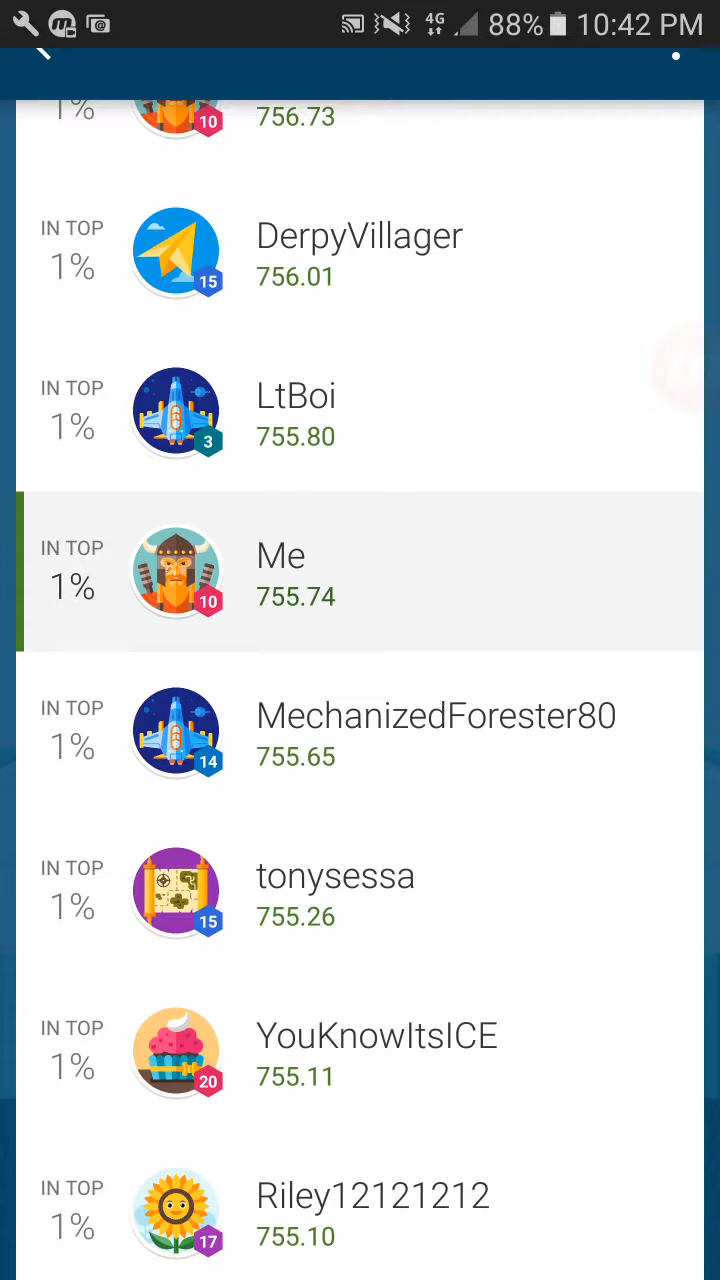 4G 88% 10:42 PM
1% 10 756.73
IN TOP DerpyVillager
1% 15 756.01
IN TOP LtBoi
1% 3 755.80
IN TOP Me
1% 10 755.74
IN TOP MechanizedForester80
1% 14 755.65
IN TOP tonysessa
1% 15 755.26
IN TOP YouKnowItsICE
1% 20 755.11
IN TOP Riley12121212
1% 17 755.10